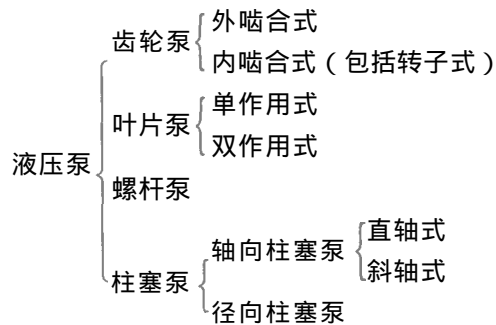 液压泵
齿轮泵
外啮合式
内啮合式（包括转子式）
叶片泵
单作用式
双作用式
螺杆泵
柱塞泵
轴向柱塞泵
直轴式
斜轴式
径向柱塞泵